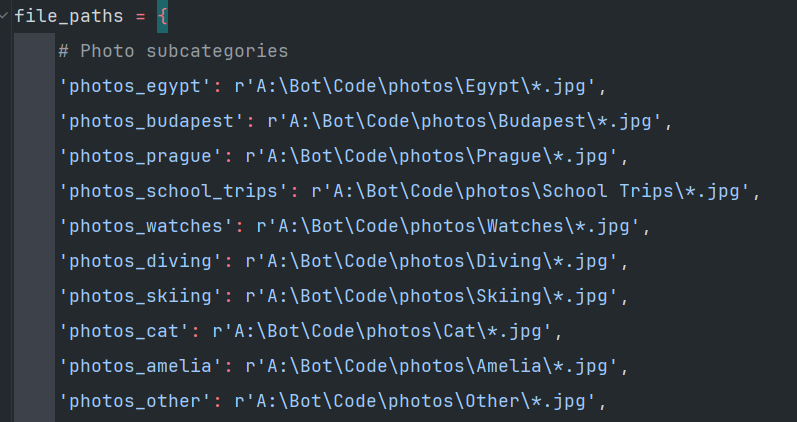 file_paths = {
# Photo subcategories
'photos_egypt': r'A:\Bot\Code\photos\Egypt\*.jpg',
'photos_budapest': r'A:\Bot\Code\photos\Budapest\*.jpg',
'photos_prague': r'A:\Bot\Code\photos\Prague\*.jpg',
'photos_school_trips': r'A:\Bot\Code\photos\School Trips\*.jpg',
'photos_watches': r'A:\Bot\Code\photos\Watches\*.jpg',
'photos_diving': r'A:\Bot\Code\photos\Diving\*.jpg',
'photos_skiing': r'A:\Bot\Code\photos\Skiing\*.jpg',
'photos_cat': r'A:\Bot\Code\photos\Cat\*.jpg',
'photos_amelia': r'A:\Bot\Code\photos\Amelia\*.jpg',
'photos_other': r'A:\Bot\Code\photos\Other\*.jpg',